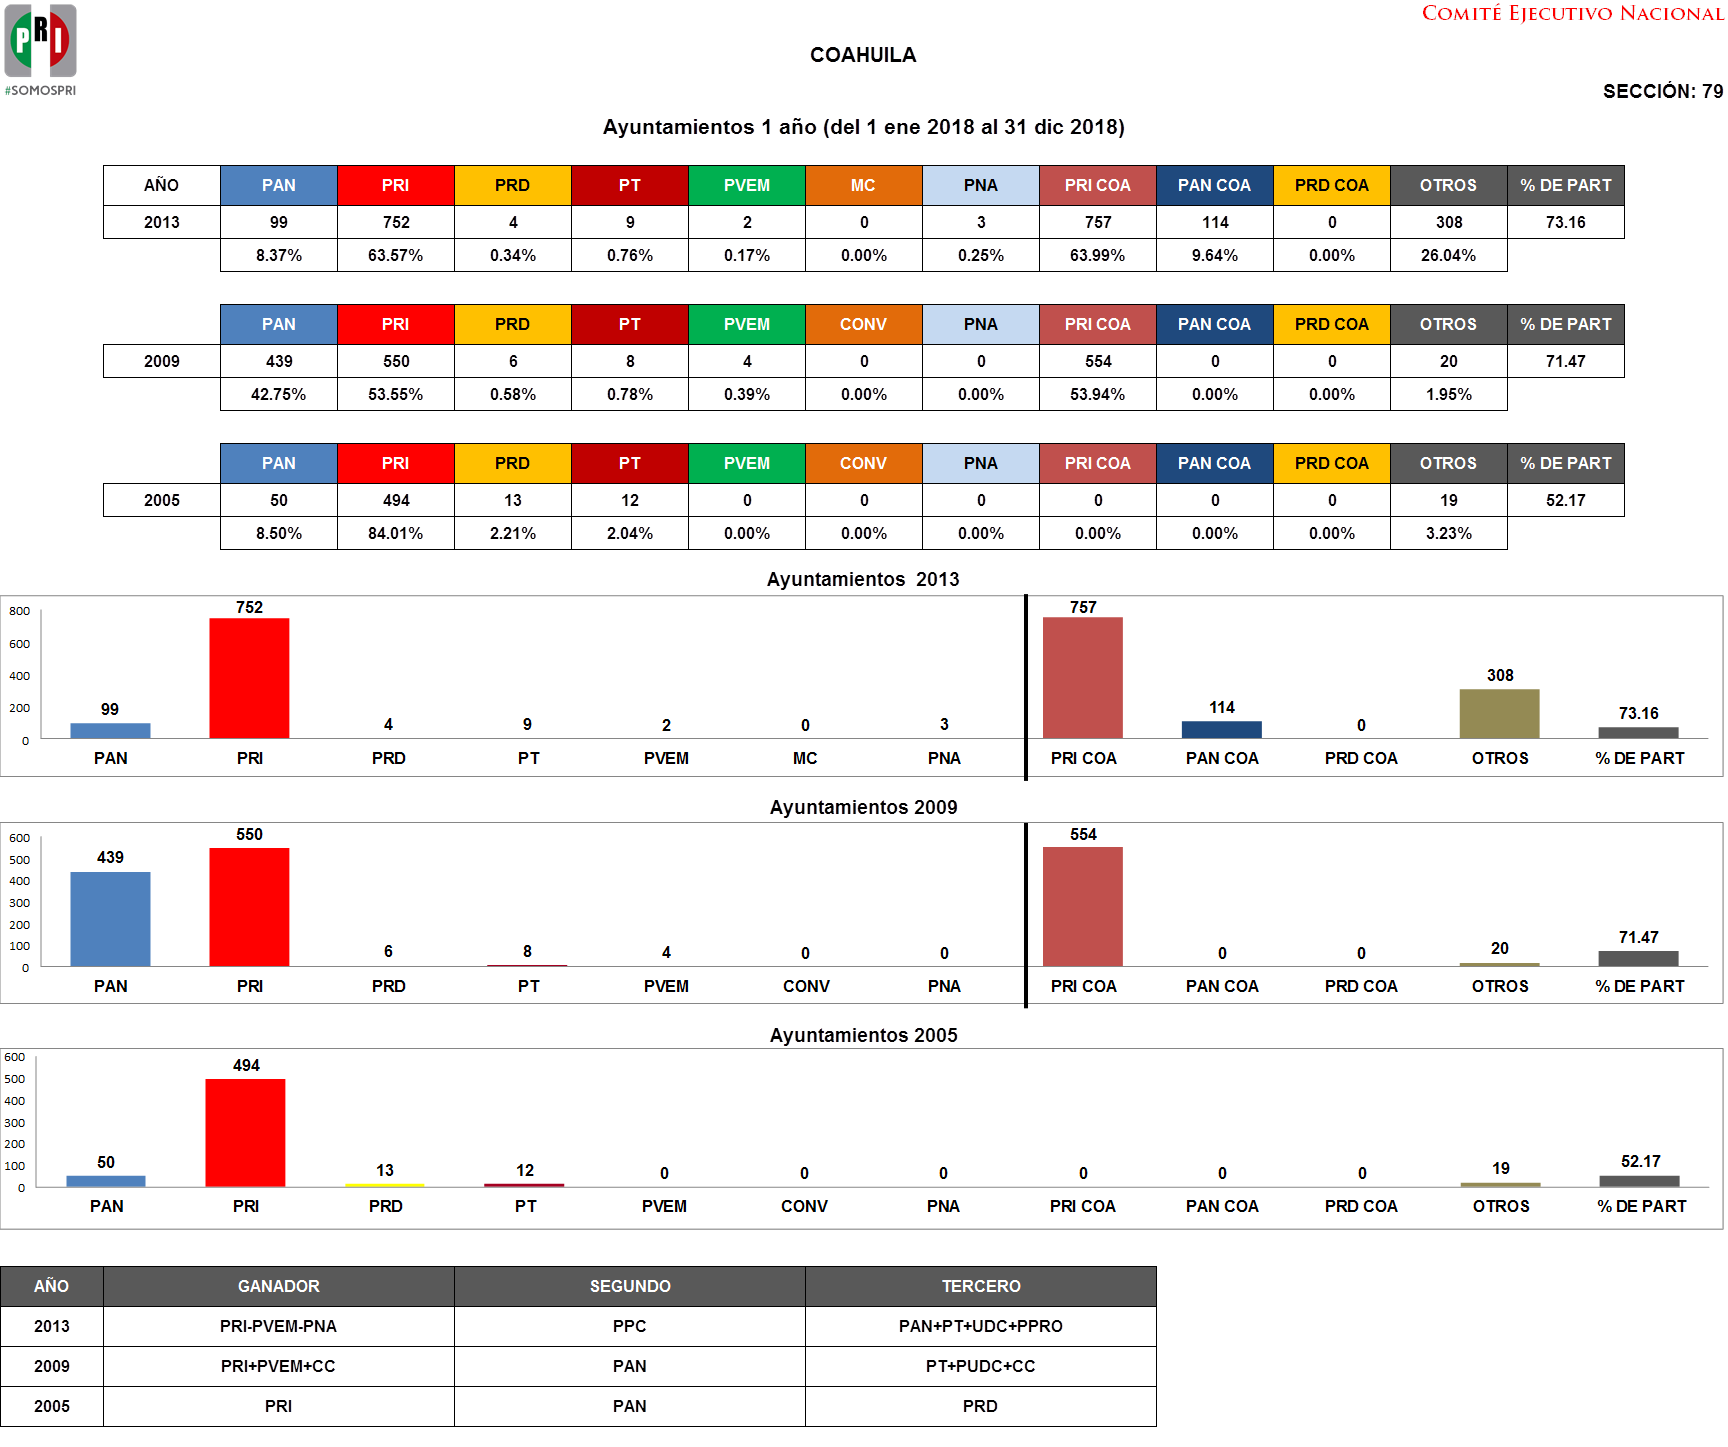 COMITÉ EJECUTIVO NACIONAL
PRI
#SOMOSPRI
COAHUILA
SECCIÓN: 79
Ayuntamientos 1 año (del 1 ene 2018 al 31 dic 2018)
AÑO PAN PRI PRD PT PVEM MC PNA PRI COA PAN COA PRD COA OTROS % DE PART
2013 99 752 4 9 2 0 3 757 114 0 308 73.16
8.37% 63.57% 0.34% 0.76% 0.17% 0.00% 0.25% 63.99% 9.64% 0.00% 26.04%
PAN PRI PRD PT PVEM CONV PNA PRI COA PAN COA PRD COA OTROS % DE PART
2009 439 550 6 8 4 0 0 554 0 0 20 71.47
42.75% 53.55% 0.58% 0.78% 0.39% 0.00% 0.00% 53.94% 0.00% 0.00% 1.95%
PAN PRI PRD PT PVEM CONV PNA PRI COA PAN COA PRD COA OTROS % DE PART
2005 50 494 13 12 0 0 0 0 0 0 19 52.17
8.50% 84.01% 2.21% 2.04% 0.00% 0.00% 0.00% 0.00% 0.00% 0.00% 3.23%
Ayuntamientos 2013
800
600
400
200
0
99 752 4 9 2 0 3 757 114 0 308 73.16
PAN PRI PRD PT PVEM MC PNA PRI COA PAN COA PRD COA OTROS % DE PART
Ayuntamientos 2009
600
500
400
300
200
100
0
439 550 6 8 4 0 0 554 0 0 20 71.47
PAN PRI PRD PT PVEM CONV PNA PRI COA PAN COA PRD COA OTROS % DE PART
Ayuntamientos 2005
600
500
400
300
200
100
0
50 494 13 12 0 0 0 0 0 0 19 52.17
PAN PRI PRD PT PVEM CONV PNA PRI COA PAN COA PRD COA OTROS % DE PART
AÑO GANADOR SEGUNDO TERCERO
2013 PRI-PVEM-PNA PPC PAN+PT+UDC+PPRO
2009 PRI+PVEM+CC PAN PT+PUDC+CC
2005 PRI PAN PRD